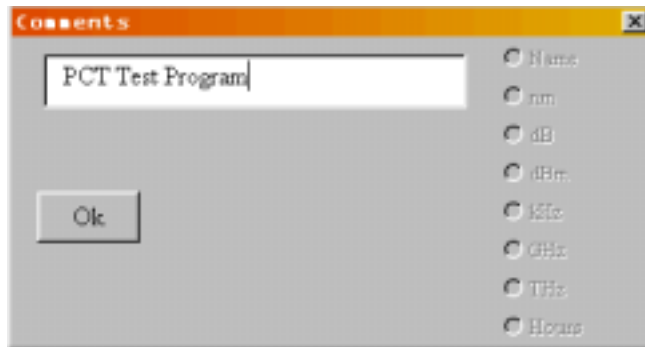 Comments
PCT Test Program
Name
nm
dB
dBm
kHz
GHz
THz
Hours
Ok